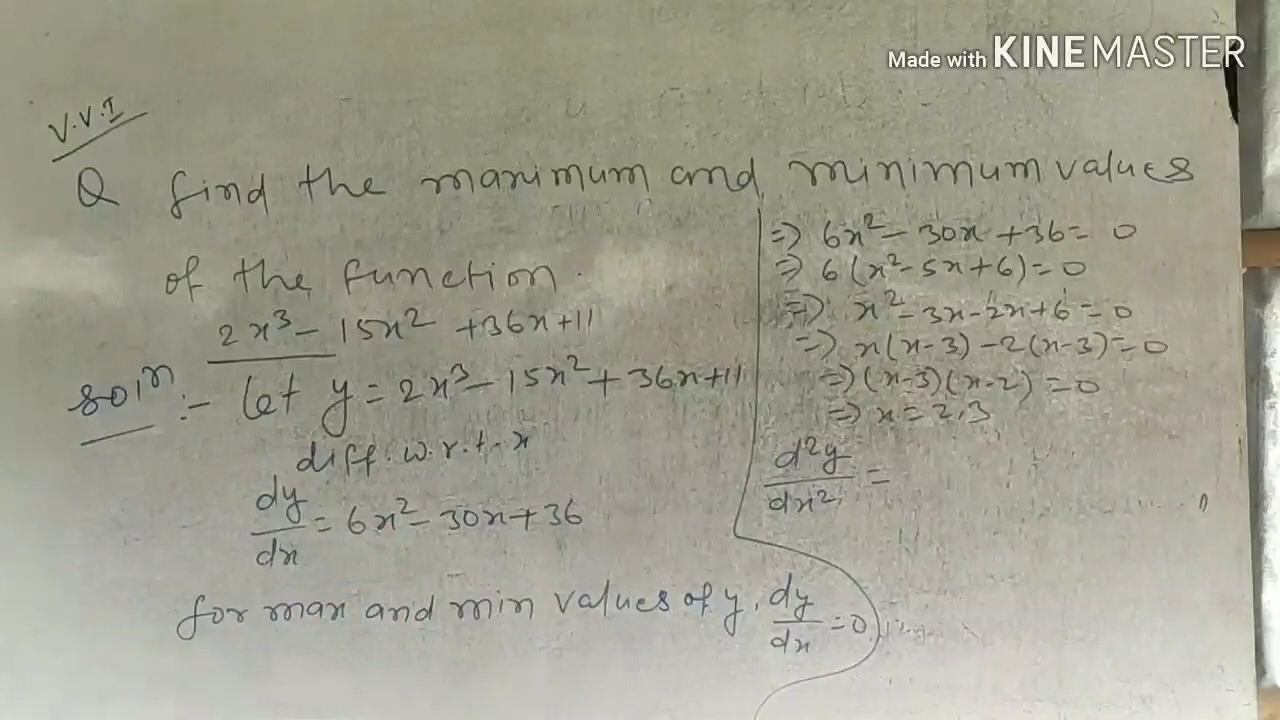 Made with KINEMASTER
V.V.I
Q find the maximum and minimum values
of the function.
2x³ - 15x² + 36x + 11
Solⁿ :- Let y = 2x³ - 15x² + 36x + 11
diff. w.r.t. x
dy/dx = 6x² - 30x + 36
for max and min values of y, dy/dx = 0
⇒ 6x² - 30x + 36 = 0
⇒ 6(x² - 5x + 6) = 0
⇒ x² - 3x - 2x + 6 = 0
⇒ x(x - 3) - 2(x - 3) = 0
⇒ (x - 3)(x - 2) = 0
⇒ x = 2, 3
d²y/dx² =